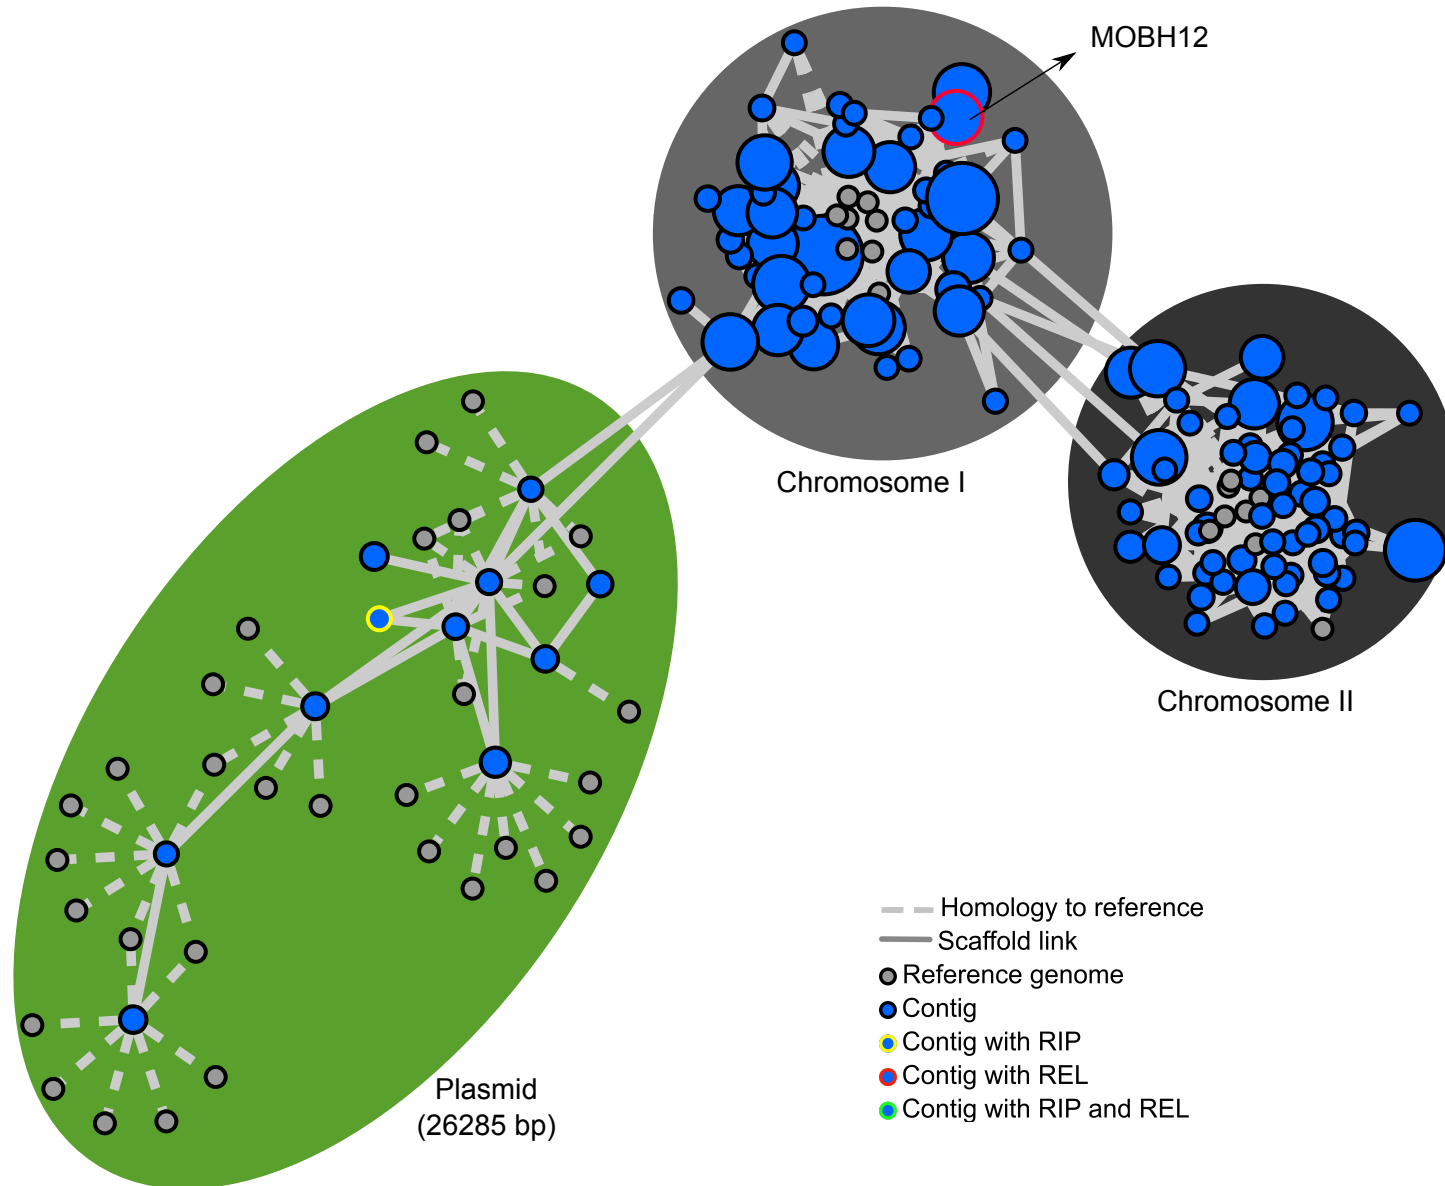 MOBH12
Chromosome I
Chromosome II
Homology to reference
Scaffold link
Reference genome
Contig
Contig with RIP
Contig with REL
Contig with RIP and REL
Plasmid
(26285 bp)